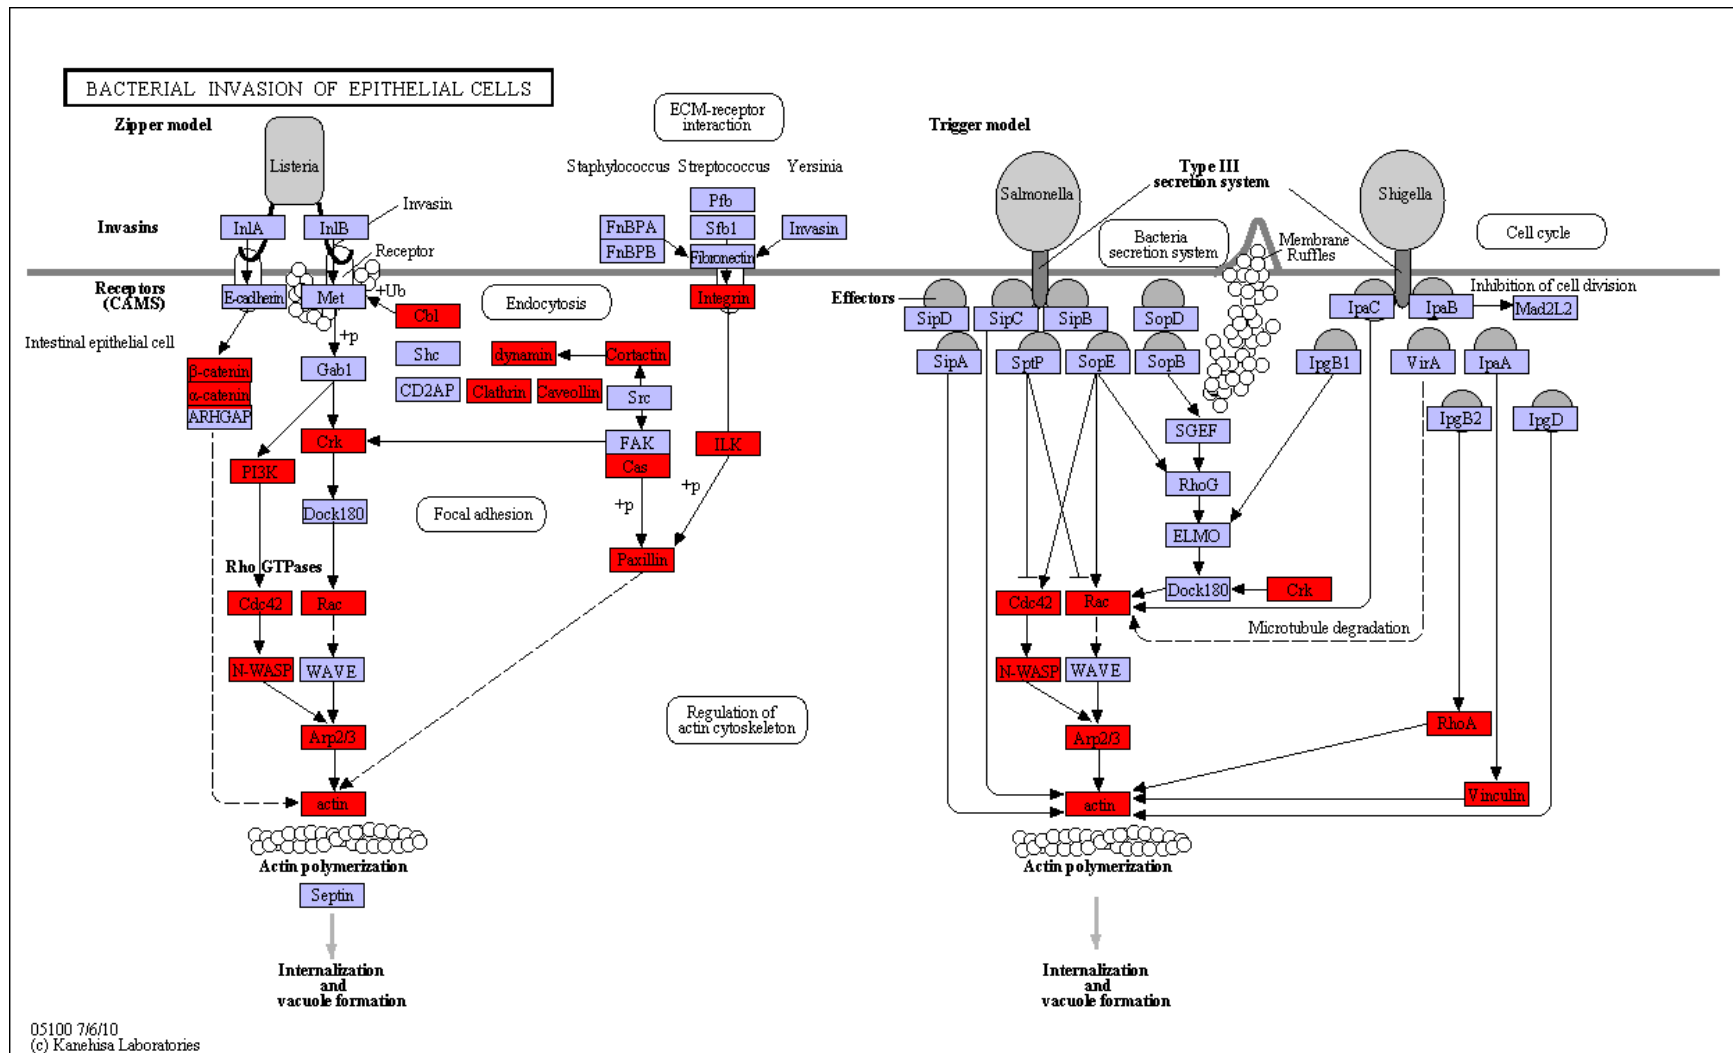 BACTERIAL INVASION OF EPITHELIAL CELLS
Zipper model
Listeria
Invasins
InlA
InlB
Invasin
Receptor
Receptors
(CAMS)
E-cadherin
Met
+Ub
Cbl
+p
Intestinal epithelial cell
β-catenin
α-catenin
ARHGAP
Gab1
Shc
CD2AP
Endocytosis
dynamin
Cortactin
Clathrin
Caveollin
Src
FAK
Cas
Crk
PI3K
Dock180
Focal adhesion
+p
+p
ILK
Paxillin
Rho GTPases
Cdc42
Rac
N-WASP
WAVE
Arp2/3
actin
Actin polymerization
Septin
Internalization
and
vacuole formation
ECM-receptor
interaction
Staphylococcus
Streptococcus
Yersinia
Pfb
FnBPA
Sfb1
Invasin
FnBPB
Fibronectin
Integrin
Regulation of
actin cytoskeleton
Trigger model
Salmonella
Type III
secretion system
Shigella
Bacteria
secretion system
Membrane
Ruffles
Cell cycle
Effectors
SipD
SipC
SipB
SopD
SipA
SptP
SopE
SopB
IpaC
IpaB
Inhibition of cell division
Mad2L2
IpgB1
VirA
IpaA
IpgB2
IpgD
SGEF
RhoG
ELMO
Dock180
Crk
Cdc42
Rac
Microtubule degradation
N-WASP
WAVE
Arp2/3
RhoA
Vinculin
actin
Actin polymerization
Internalization
and
vacuole formation
05100 7/6/10
(c) Kanehisa Laboratories